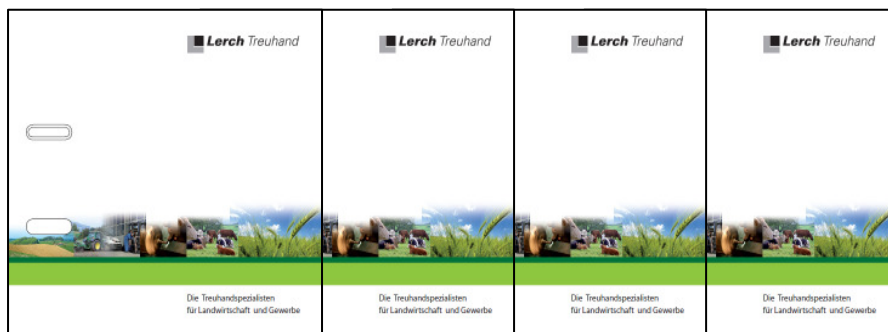 Lerch Treuhand
Lerch Treuhand
Lerch Treuhand
Lerch Treuhand
Die Treuhandspezialisten
für Landwirtschaft und Gewerbe
Die Treuhandspezialisten
für Landwirtschaft und Gewerbe
Die Treuhandspezialisten
für Landwirtschaft und Gewerbe
Die Treuhandspezialisten
für Landwirtschaft und Gewerbe